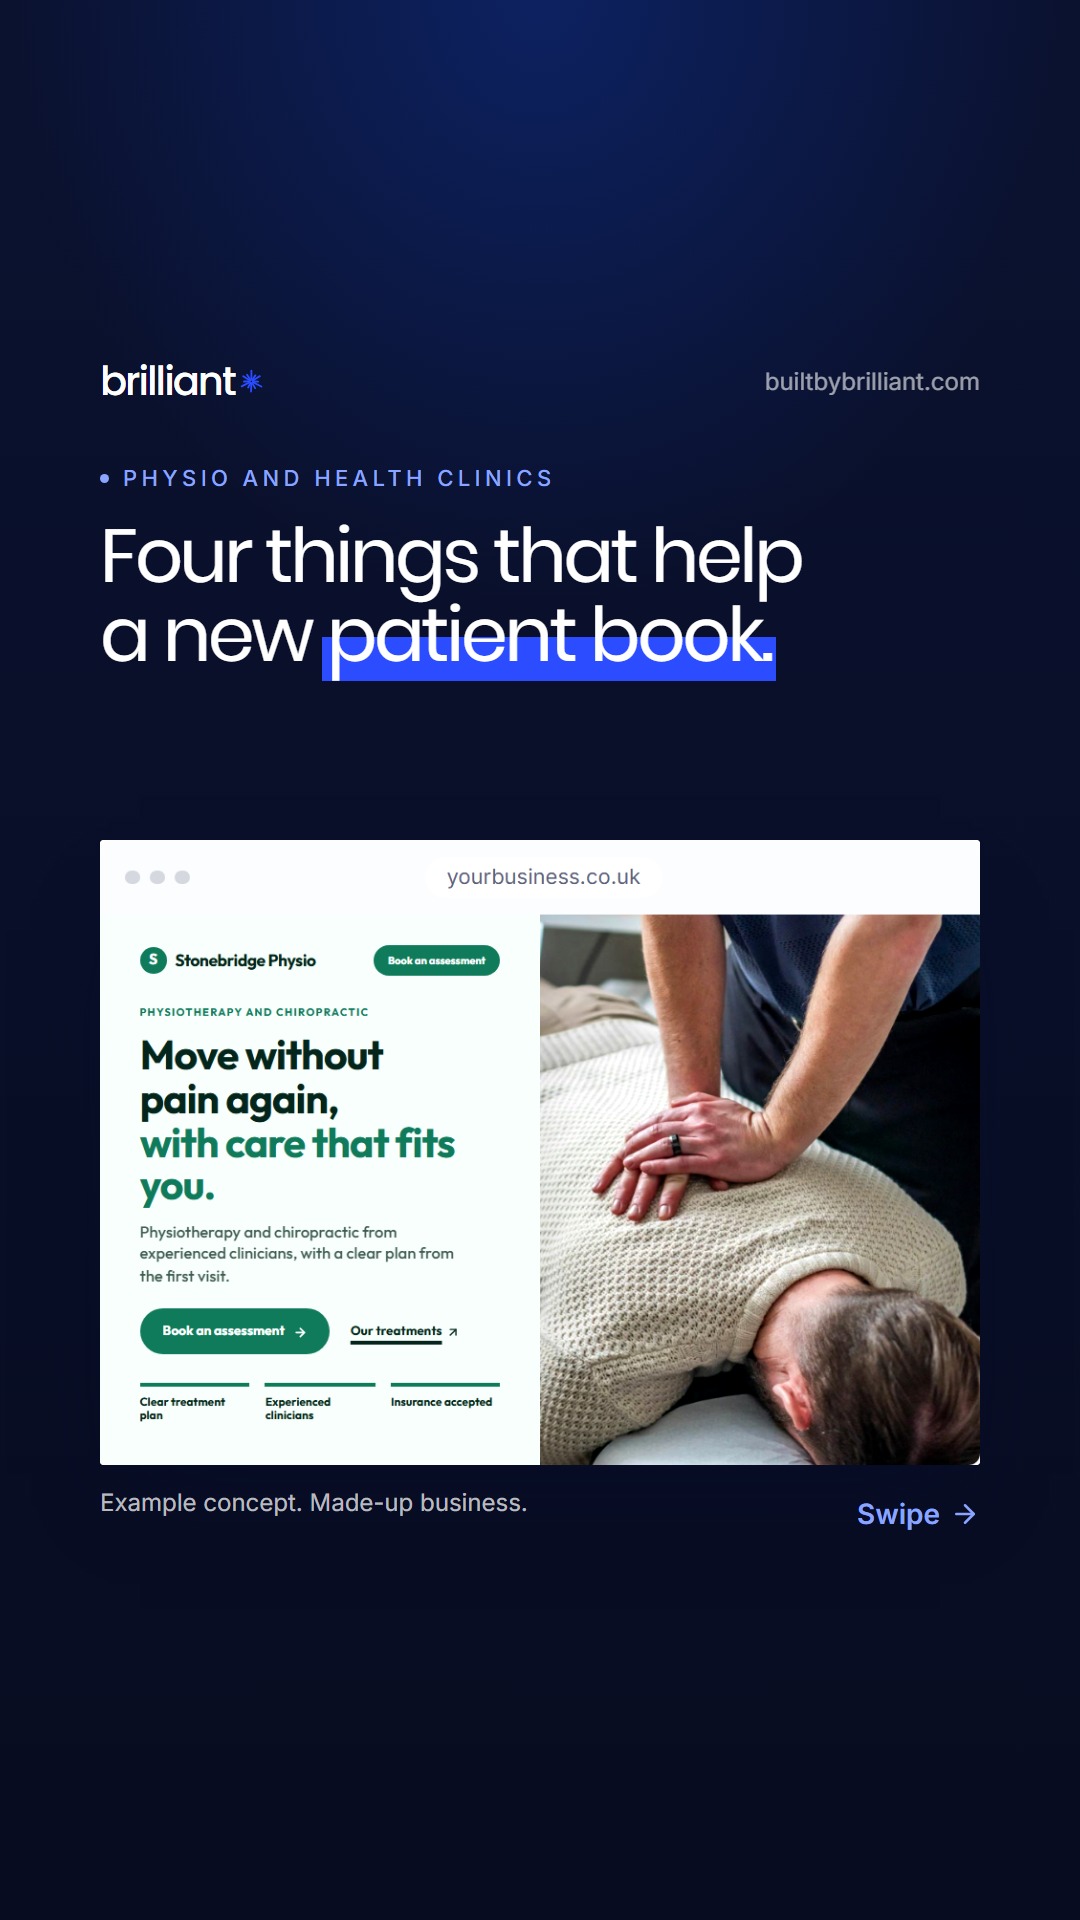 brilliant
builtbybrilliant.com
PHYSIO AND HEALTH CLINICS
Four things that help
a new patient book.
yourbusiness.co.uk
S Stonebridge Physio
Book an assessment
PHYSIOTHERAPY AND CHIROPRACTIC
Move without
pain again,
with care that fits
you.
Physiotherapy and chiropractic from
experienced clinicians, with a clear plan from
the first visit.
Book an assessment →
Our treatments ↗
Clear treatment
plan
Experienced
clinicians
Insurance accepted
Example concept. Made-up business.
Swipe →